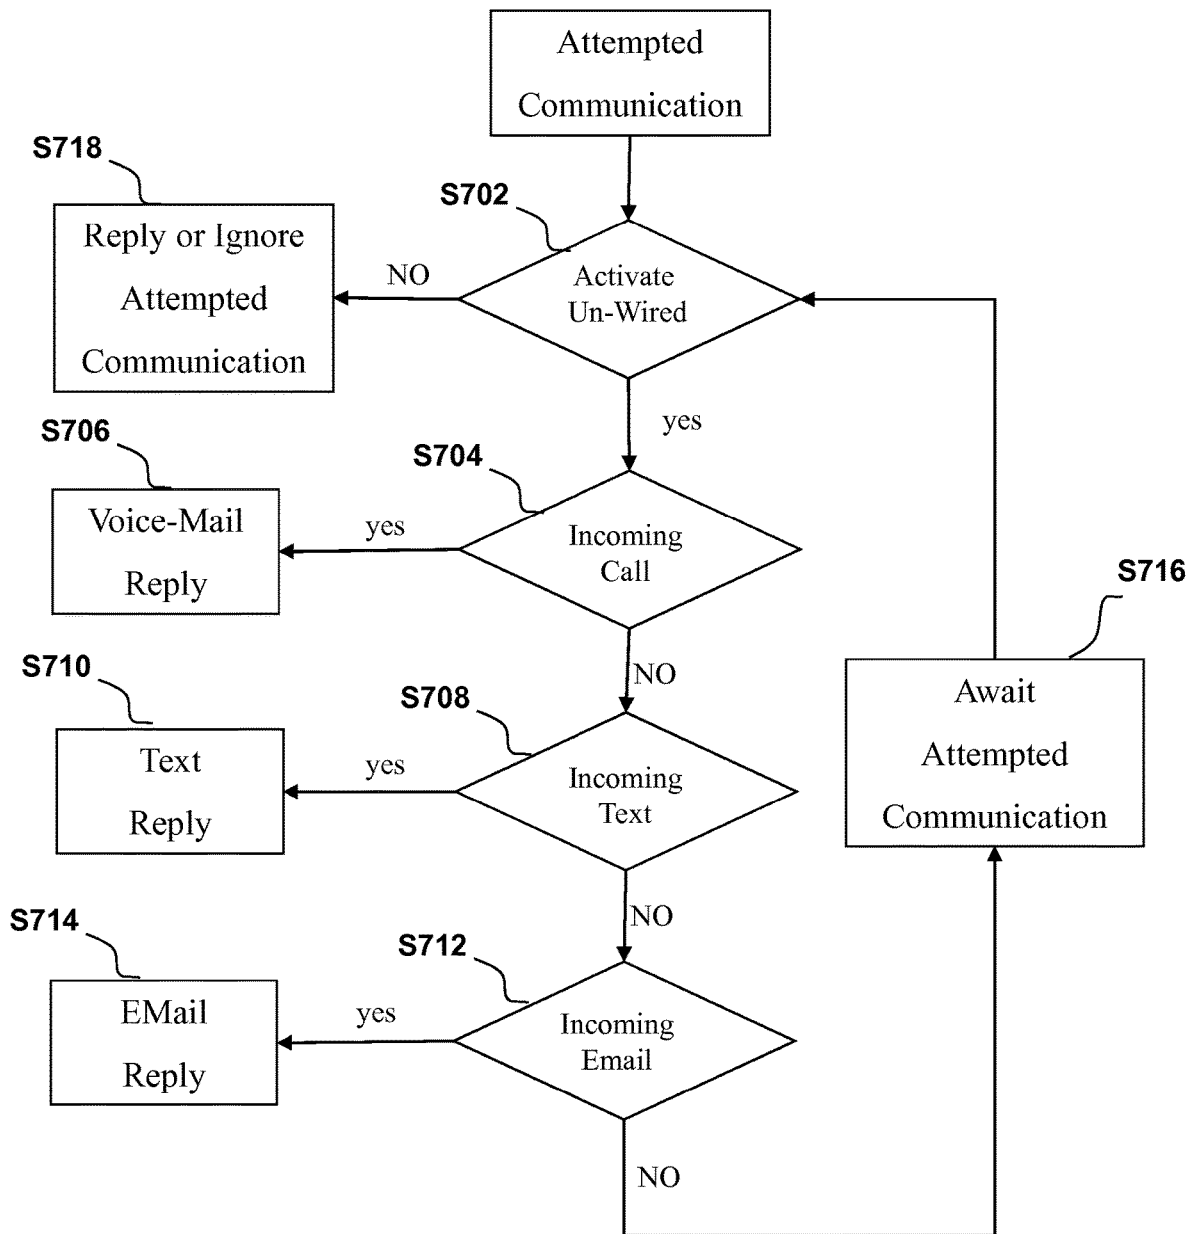 Attempted
Communication
S718
S702
Reply or Ignore
Attempted
Communication
NO
Activate
Un-Wired
yes
S706
S704
Voice-Mail
Reply
yes
Incoming
Call
S716
NO
S710
S708
Text
Reply
yes
Incoming
Text
Await
Attempted
Communication
NO
S714
S712
EMail
Reply
yes
Incoming
Email
NO